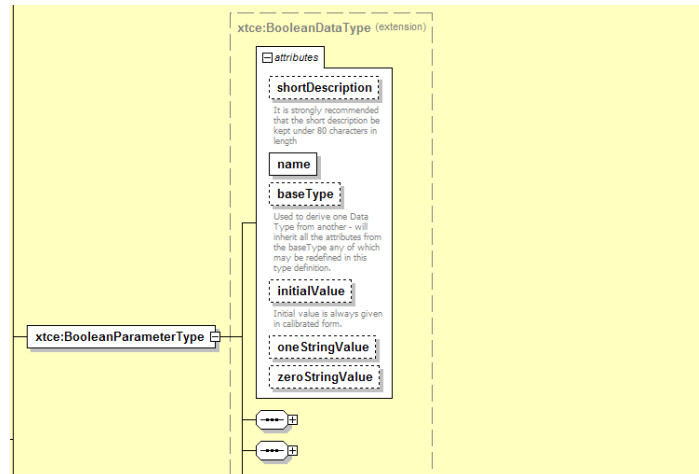 xtce:BooleanDataType (extension)
attributes
shortDescription
It is strongly recommended
that the short description be
kept under 80 characters in
length
name
baseType
Used to derive one Data
Type from another - will
inherit all the attributes from
the baseType any of which
may be redefined in this
type definition.
initialValue
Initial value is always given
in calibrated form.
xtce:BooleanParameterType
oneStringValue
zeroStringValue